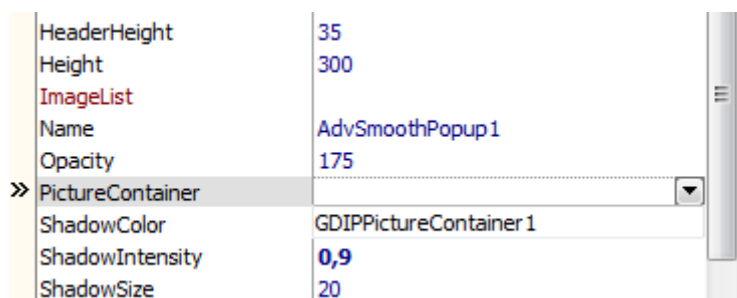 HeaderHeight 35
Height 300
ImageList
Name AdvSmoothPopup1
Opacity 175
» PictureContainer
ShadowColor GDIPPictureContainer1
ShadowIntensity 0,9
ShadowSize 20